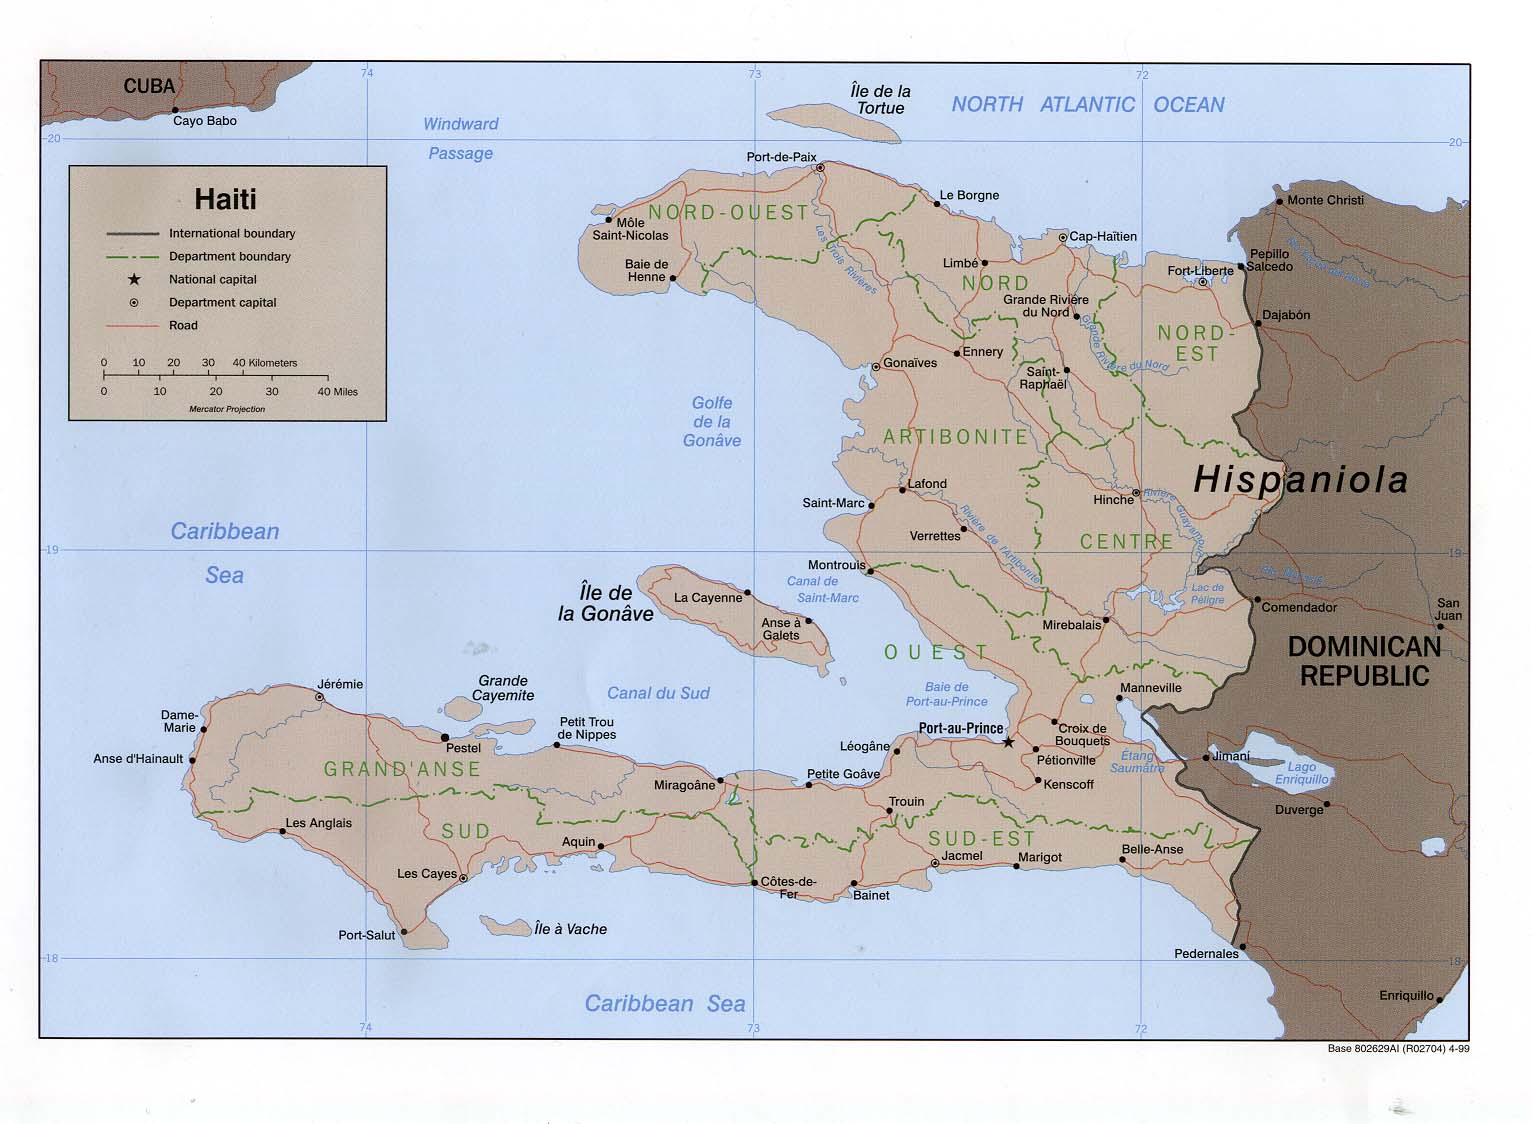 CUBA
Cayo Babo
74
73
72
Île de la
Tortue
NORTH ATLANTIC OCEAN
Windward
Passage
20
20
Port-de-Paix
Haiti
International boundary
Department boundary
National capital
Department capital
Road
0 10 20 30 40 Kilometers
0 10 20 30 40 Miles
Mercator Projection
Le Borgne
Monte Christi
NORD-OUEST
Môle
Saint-Nicolas
Cap-Haïtien
Les Trois Rivières
Baie de
Henne
Limbé
Fort-Liberte
Pepillo
Salcedo
NORD
Grande Rivière
du Nord
Dajabón
NORD-
EST
Grande Rivière du Nord
Ennery
Gonaïves
Saint-
Raphaël
Golfe
de la
Gonâve
ARTIBONITE
Hispaniola
Lafond
Saint-Marc
Hinche
Rivière Guayamouc
Verrettes
Rivière de l'Artibonite
CENTRE
Caribbean
Sea
19
19
Montrouis
Canal de
Saint-Marc
Île de
la Gonâve
La Cayenne
Anse à
Galets
Lac de
Péligre
Comendador
San
Juan
Mirebalais
DOMINICAN
REPUBLIC
OUEST
Jérémie
Grande
Cayemite
Canal du Sud
Baie de
Port-au-Prince
Manneville
Dame-
Marie
Petit Trou
de Nippes
Port-au-Prince
Croix de
Bouquets
Pestel
Léogâne
Pétionville
Étang
Saumâtre
Jimaní
Anse d'Hainault
GRAND'ANSE
Lago
Enriquillo
Miragoâne
Petite Goâve
Kenscoff
Duverge
Trouin
Les Anglais
SUD
SUD-EST
Aquin
Jacmel
Marigot
Belle-Anse
Les Cayes
Côtes-de-
Fer
Bainet
Port-Salut
Île à Vache
Pedernales
18
18
Enriquillo
Caribbean Sea
74
73
72
Base 802629AI (R02704) 4-99